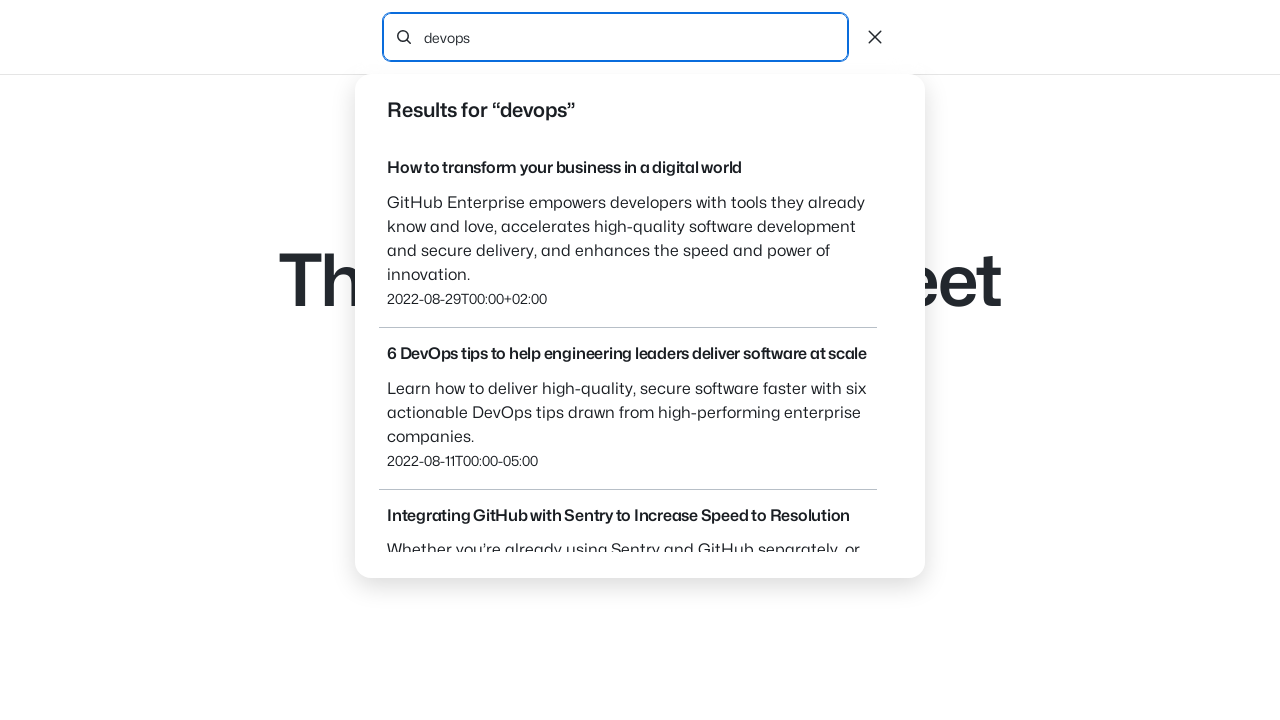 devops
Results for “devops”
How to transform your business in a digital world
GitHub Enterprise empowers developers with tools they already
know and love, accelerates high-quality software development
and secure delivery, and enhances the speed and power of
innovation.
2022-08-29T00:00+02:00
Th
eet
6 DevOps tips to help engineering leaders deliver software at scale
Learn how to deliver high-quality, secure software faster with six
actionable DevOps tips drawn from high-performing enterprise
companies.
2022-08-11T00:00-05:00
Integrating GitHub with Sentry to Increase Speed to Resolution
Whether you’re already using Sentry and GitHub separately, or